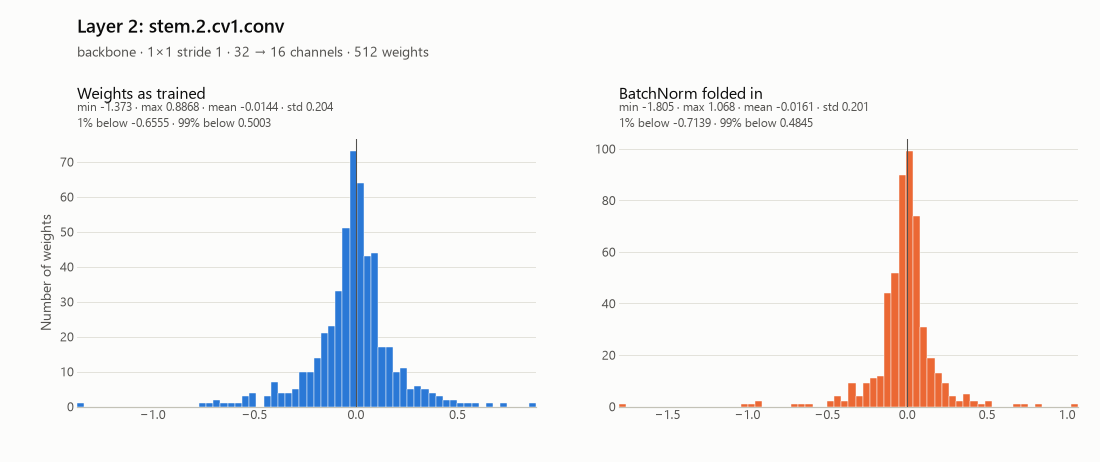 Layer 2: stem.2.cv1.conv
backbone · 1×1 stride 1 · 32 → 16 channels · 512 weights
Weights as trained
min -1.373 · max 0.8868 · mean -0.0144 · std 0.204
1% below -0.6555 · 99% below 0.5003
Number of weights
70
60
50
40
30
20
10
0
−1.0
−0.5
0.0
0.5
BatchNorm folded in
min -1.805 · max 1.068 · mean -0.0161 · std 0.201
1% below -0.7139 · 99% below 0.4845
100
80
60
40
20
0
−1.5
−1.0
−0.5
0.0
0.5
1.0